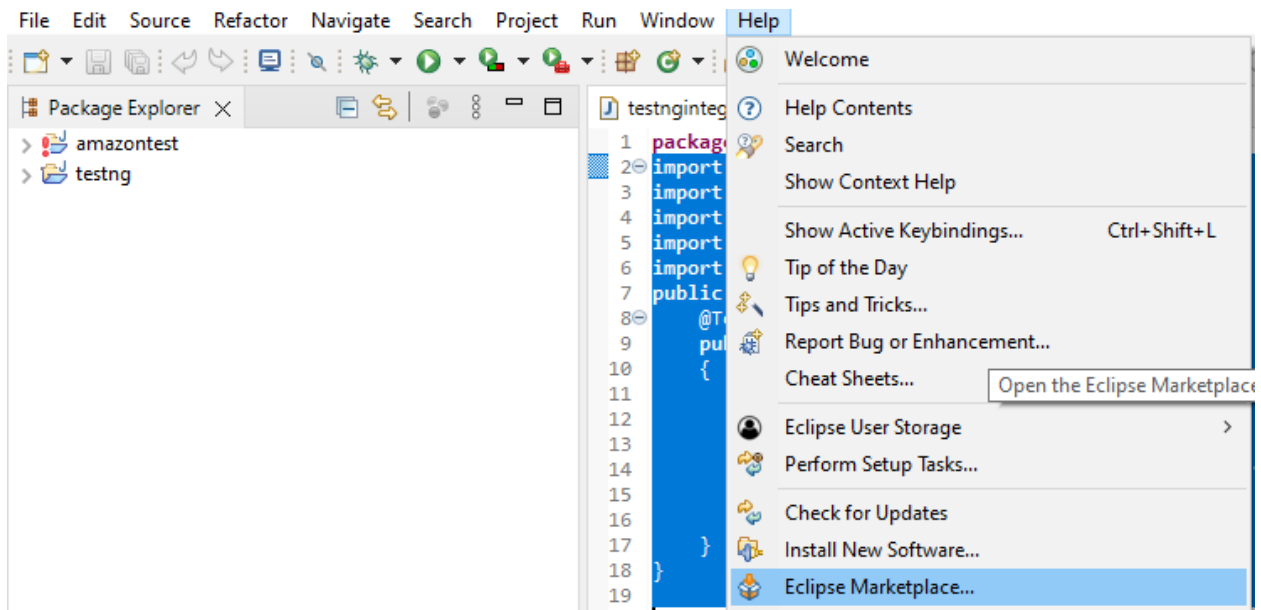 File Edit Source Refactor Navigate Search Project Run Window Help
Package Explorer
amazontest
testng
testnginteg
1 package
2 import
3 import
4 import
5 import
6 import
7 public
8 @Te
9 pul
10 {
11
12
13
14
15
16
17 }
18 }
19
Welcome
Help Contents
Search
Show Context Help
Show Active Keybindings... Ctrl+Shift+L
Tip of the Day
Tips and Tricks...
Report Bug or Enhancement...
Cheat Sheets...
Open the Eclipse Marketplace
Eclipse User Storage
Perform Setup Tasks...
Check for Updates
Install New Software...
Eclipse Marketplace...